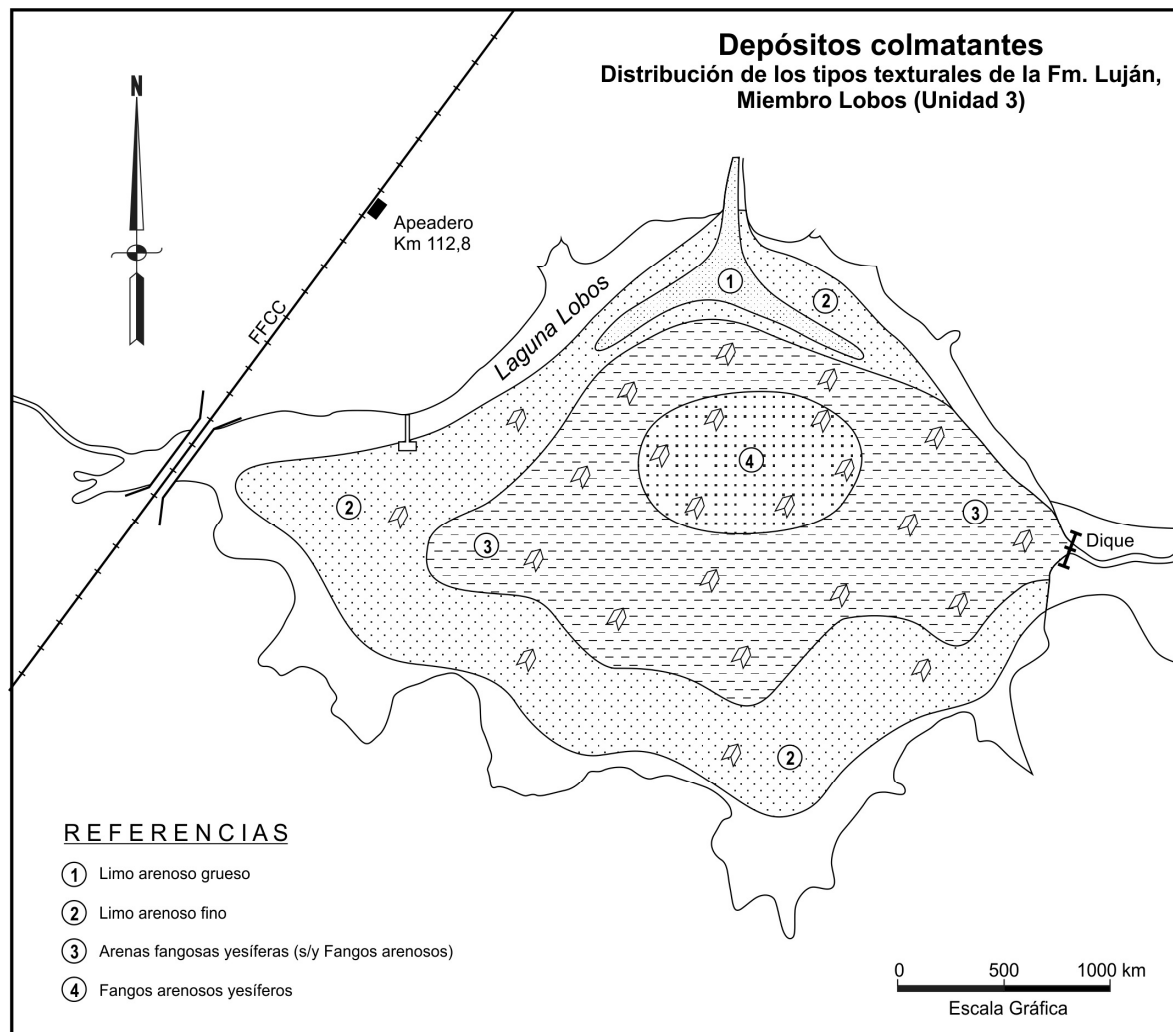 Depósitos colmatantes
Distribución de los tipos texturales de la Fm. Luján,
Miembro Lobos (Unidad 3)
N
Apeadero
Km 112,8
FFCC
Laguna Lobos
1
2
4
2
3
3
Dique
2
REFERENCIAS
1 Limo arenoso grueso
2 Limo arenoso fino
3 Arenas fangosas yesíferas (s/y Fangos arenosos)
4 Fangos arenosos yesíferos
0 500 1000 km
Escala Gráfica